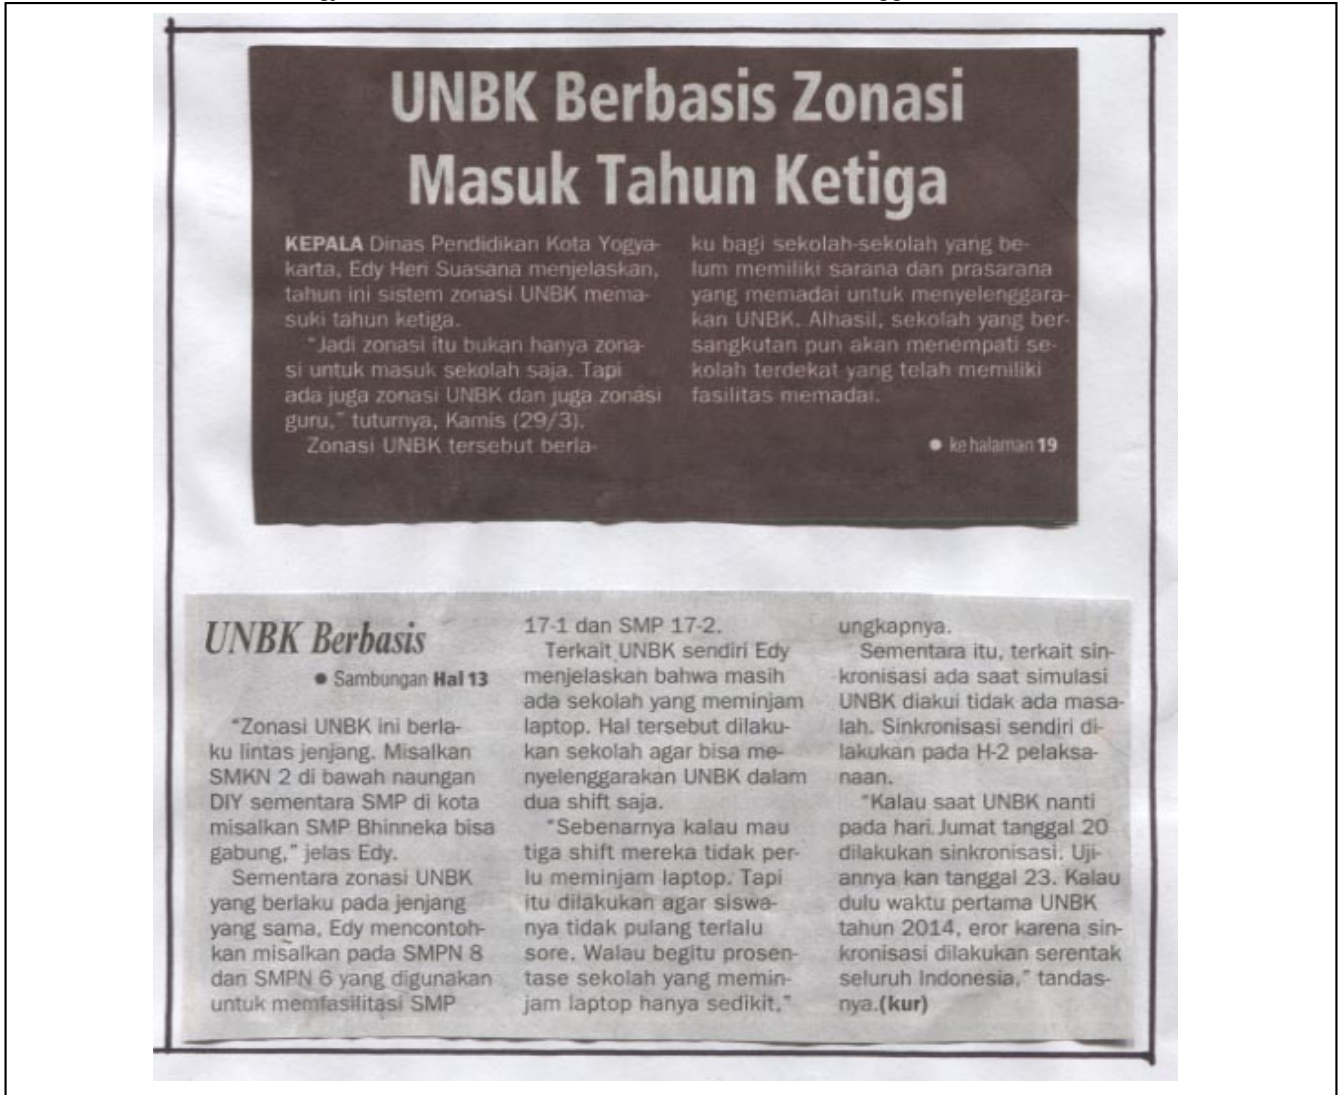 UNBK Berbasis Zonasi
Masuk Tahun Ketiga
KEPALA Dinas Pendidikan Kota Yogya-
karta, Edy Heri Suasana menjelaskan,
tahun ini sistem zonasi UNBK mema-
suki tahun ketiga.
"Jadi zonasi itu bukan hanya zona-
si untuk masuk sekolah saja. Tapi
ada juga zonasi UNBK dan juga zonasi
guru," tuturnya, Kamis (29/3).
Zonasi UNBK tersebut berla-
ku bagi sekolah-sekolah yang be-
lum memiliki sarana dan prasarana
yang memadai untuk menyelenggara-
kan UNBK. Alhasil, sekolah yang ber-
sangkutan pun akan menempati se-
kolah terdekat yang telah memiliki
fasilitas memadai.
● ke halaman 19
UNBK Berbasis
● Sambungan Hal 13
"Zonasi UNBK ini berla-
ku lintas jenjang. Misalkan
SMKN 2 di bawah naungan
DIY sementara SMP di kota
misalkan SMP Bhinneka bisa
gabung," jelas Edy.
Sementara zonasi UNBK
yang berlaku pada jenjang
yang sama, Edy mencontoh-
kan misalkan pada SMPN 8
dan SMPN 6 yang digunakan
untuk memfasilitasi SMP
17-1 dan SMP 17-2.
Terkait UNBK sendiri Edy
menjelaskan bahwa masih
ada sekolah yang meminjam
laptop. Hal tersebut dilaku-
kan sekolah agar bisa me-
nyelenggarakan UNBK dalam
dua shift saja.
"Sebenarnya kalau mau
tiga shift mereka tidak per-
lu meminjam laptop. Tapi
itu dilakukan agar siswa-
nya tidak pulang terlalu
sore. Walau begitu prosen-
tase sekolah yang memin-
jam laptop hanya sedikit,"
ungkapnya.
Sementara itu, terkait sin-
kronisasi ada saat simulasi
UNBK diakui tidak ada masa-
lah. Sinkronisasi sendiri di-
lakukan pada H-2 pelaksa-
naan.
"Kalau saat UNBK nanti
pada hari Jumat tanggal 20
dilakukan sinkronisasi. Uji-
annya kan tanggal 23. Kalau
dulu waktu pertama UNBK
tahun 2014, eror karena sin-
kronisasi dilakukan serentak
seluruh Indonesia," tandas-
nya.(kur)